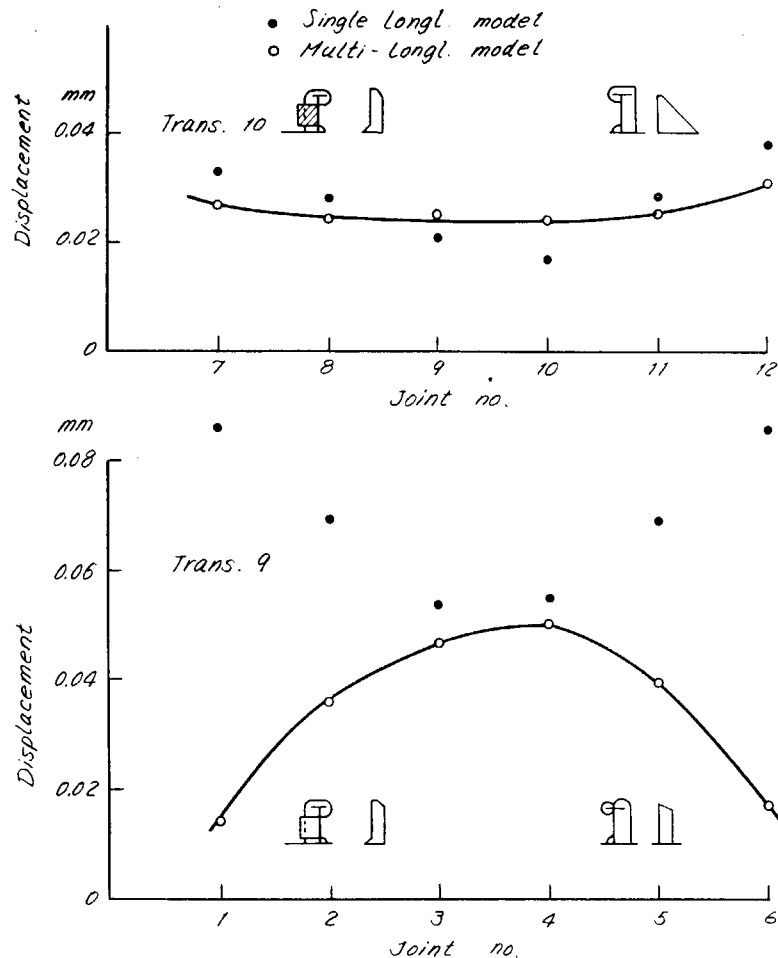 Single Longl. model
Multi-Longl. model
mm
Trans. 10
0.04
0.02
0
Displacement
7 8 9 10 11 12
Joint no.
mm
0.08
0.06
0.04
0.02
0
Trans. 9
Displacement
1 2 3 4 5 6
Joint no.